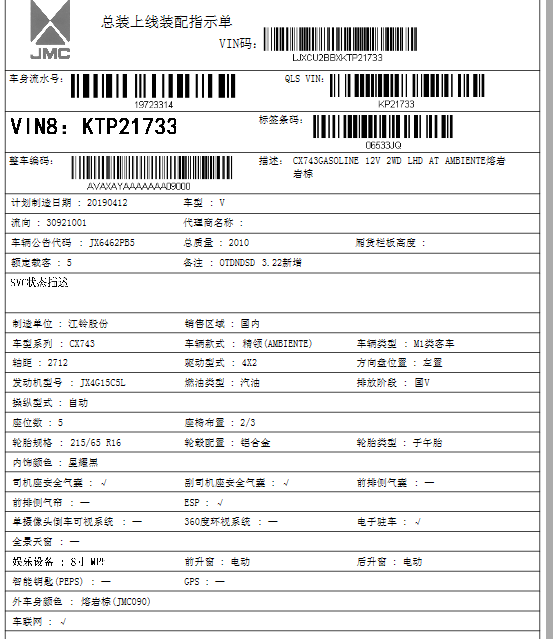 总装上线装配指示单
JMC
VIN码:
LJXCU2BBXKTP21733
车身流水号:
19723314
QLS VIN:
KP21733
VIN8: KTP21733
标签条码:
06533JQ
整车编码:
AVAXAYAAAAAAA09000
描述: CX743GASOLINE 12V 2WD LHD AT AMBIENTE熔岩
岩棕
计划制造日期 : 20190412 车型 : V
流向 : 30921001 代理商名称 :
车辆公告代码 : JX6462PB5 总质量 : 2010 厢货栏板高度 :
额定载客 : 5 备注 : OTDNDSD 3.22新增
SVC状态描述
制造单位 : 江铃股份 销售区域 : 国内
车型系列 : CX743 车辆款式 : 精领(AMBIENTE) 车辆类型 : M1类客车
轴距 : 2712 驱动型式 : 4X2 方向盘位置 : 左置
发动机型号 : JX4G15C5L 燃油类型 : 汽油 排放阶段 : 国V
操纵型式 : 自动
座位数 : 5 座椅布置 : 2/3
轮胎规格 : 215/65 R16 轮毂配置 : 铝合金 轮胎类型 : 子午胎
内饰颜色 : 星耀黑
司机座安全气囊 : √ 副司机座安全气囊 : √ 前排侧气囊 : —
前排侧气帘 : — ESP : √
单摄像头倒车可视系统 : — 360度环视系统 : — 电子驻车 : √
全景天窗 : —
娱乐设备 : 8寸 MP5 前升窗 : 电动 后升窗 : 电动
智能钥匙(PEPS) : — GPS : —
外车身颜色 : 熔岩棕(JMC090)
车联网 : √